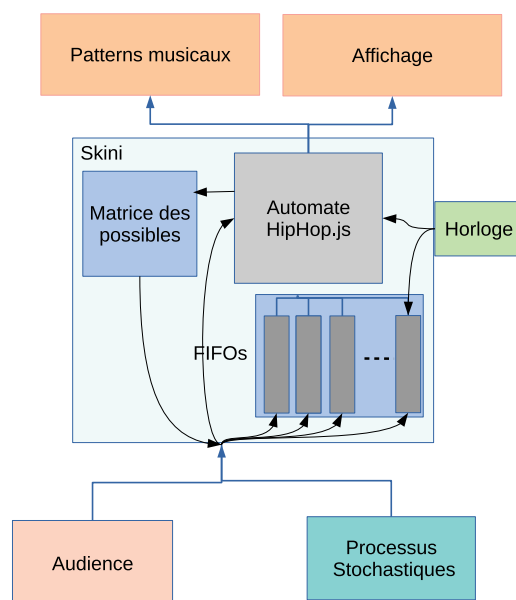 Patterns musicaux
Affichage
Skini
Matrice des
possibles
Automate
HipHop.js
Horloge
FIFOs
Audience
Processus
Stochastiques